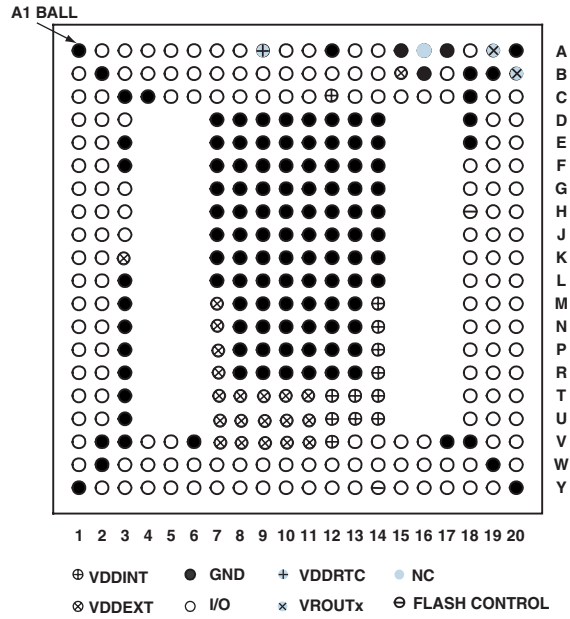 A1 BALL
A
B
C
D
E
F
G
H
J
K
L
M
N
P
R
T
U
V
W
Y
1 2 3 4 5 6 7 8 9 10 11 12 13 14 15 16 17 18 19 20
VDDINT GND VDDRTC NC
VDDEXT I/O VROUTx FLASH CONTROL